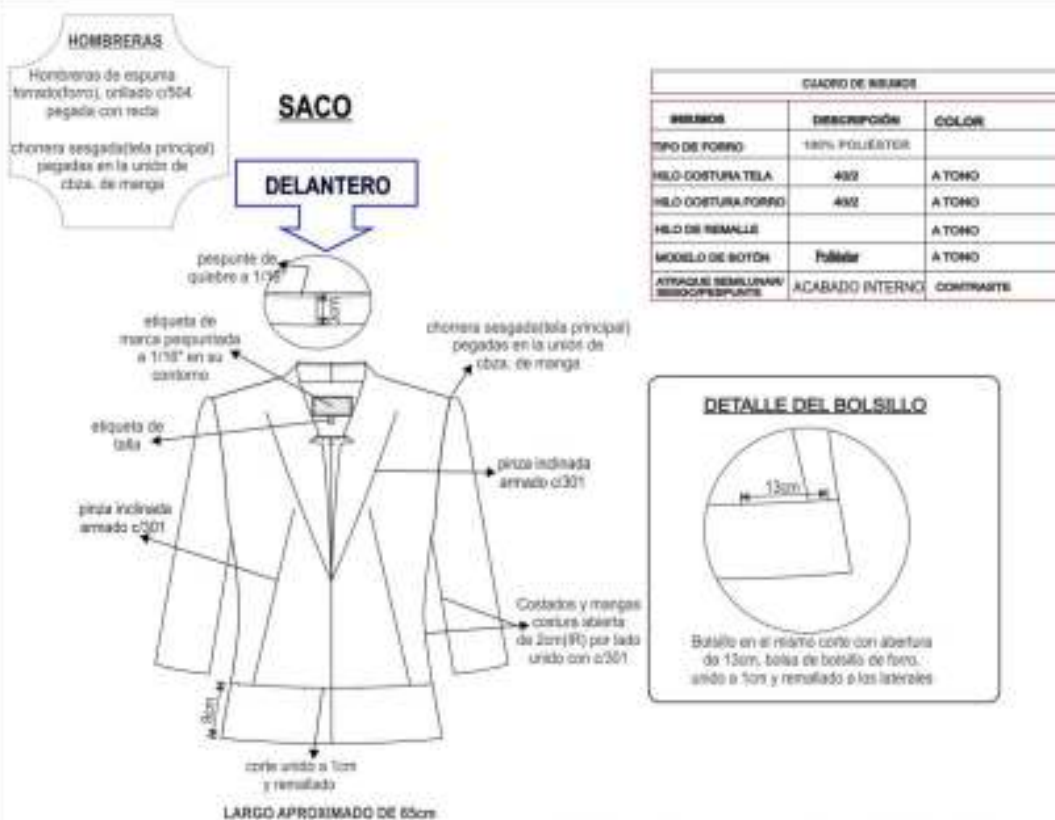 HOMBRERAS
Hombreras de espuma
forrado(forro), orillado c/504
pegada con recta
chorrera sesgada(tela principal)
pegadas en la unión de
cbza. de manga
SACO
DELANTERO
CUADRO DE INSUMOS
INSUMOS DESCRIPCIÓN COLOR
TIPO DE FORRO 100% POLIÉSTER
HILO COSTURA TELA 40/2 A TONO
HILO COSTURA FORRO 40/2 A TONO
HILO DE REMALLE A TONO
MODELO DE BOTÓN Poliéster A TONO
ATRAQUE SEMILUNAR/ ACABADO INTERNO CONTRASTE
pespunte de
quiebre a 1/16"
3cm
etiqueta de
marca pespuntada
a 1/16" en su
contorno
etiqueta de
talla
chorrera sesgada(tela principal)
pegadas en la unión de
cbza. de manga
pinza inclinada
armado c/301
pinza inclinada
armado c/301
Costados y mangas
costura abierta
de 2cm(IR) por lado
unido con c/301
9cm
corte unido a 1cm
y remallado
LARGO APROXIMADO DE 65cm
DETALLE DEL BOLSILLO
13cm
Bolsillo en el mismo corte con abertura
de 13cm, bolsa de bolsillo de forro,
unido a 1cm y remallado a los laterales